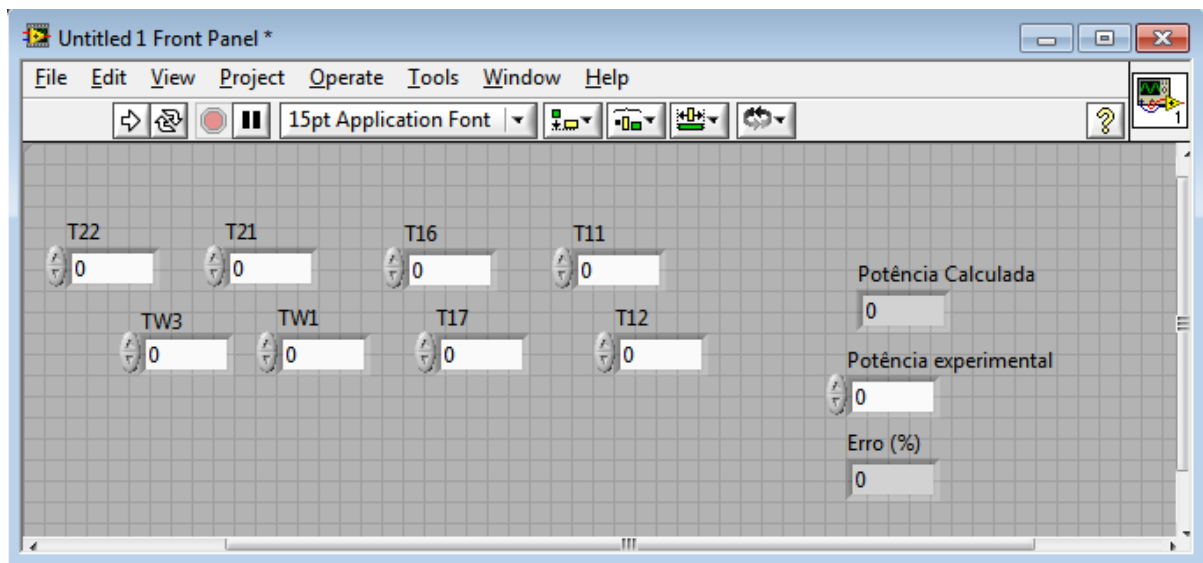 Untitled 1 Front Panel *
File Edit View Project Operate Tools Window Help
15pt Application Font
?
1
T22 T21 T16 T11
0 0 0 0
Potência Calculada
0
TW3 TW1 T17 T12
0 0 0 0
Potência experimental
0
Erro (%)
0